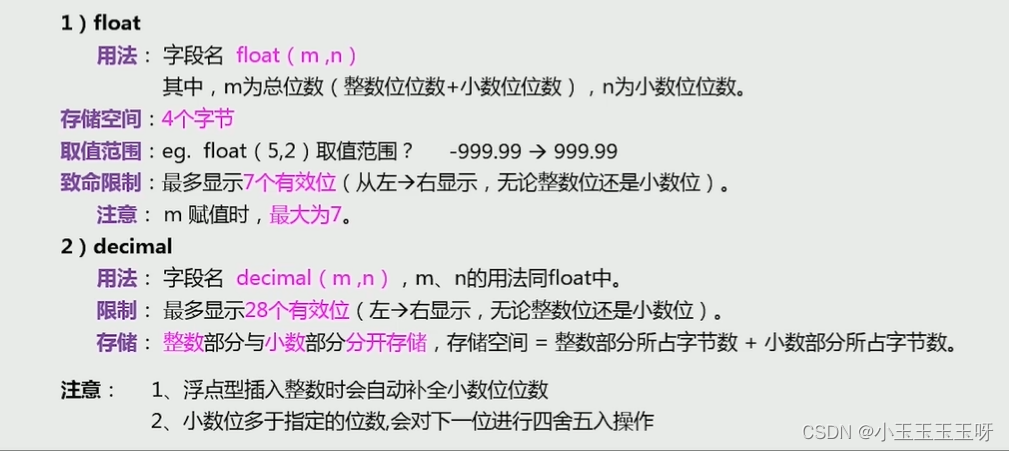 1）float
用法： 字段名 float（m ,n）
其中，m为总位数（整数位位数+小数位位数），n为小数位位数。
存储空间：4个字节
取值范围：eg. float（5,2）取值范围？ -999.99 → 999.99
致命限制：最多显示7个有效位（从左→右显示，无论整数位还是小数位）。
注意： m 赋值时，最大为7。
2）decimal
用法： 字段名 decimal（m ,n），m、n的用法同float中。
限制： 最多显示28个有效位（左→右显示，无论整数位还是小数位）。
存储： 整数部分与小数部分分开存储，存储空间 = 整数部分所占字节数 + 小数部分所占字节数。
注意： 1、浮点型插入整数时会自动补全小数位位数
2、小数位多于指定的位数,会对下一位进行四舍五入操作
CSDN @小玉玉玉玉呀